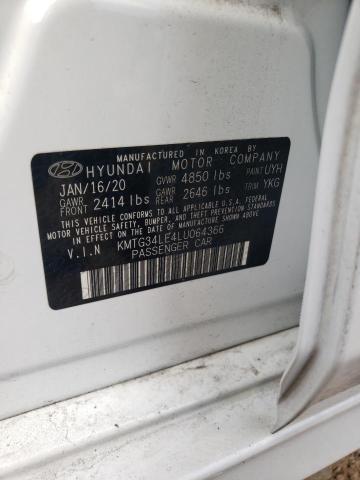 MANUFACTURED IN KOREA BY
HYUNDAI MOTOR COMPANY
JAN/16/20 GVWR 4850 lbs PAINT UYH
GAWR FRONT 2414 lbs GAWR REAR 2646 lbs TRIM YKG
THIS VEHICLE CONFORMS TO ALL APPLICABLE U.S.A. FEDERAL
MOTOR VEHICLE SAFETY, BUMPER, AND THEFT PREVENTION STANDARDS
IN EFFECT ON THE DATE OF MANUFACTURE SHOWN ABOVE
V.I.N KMTG34LE4LU064366
PASSENGER CAR